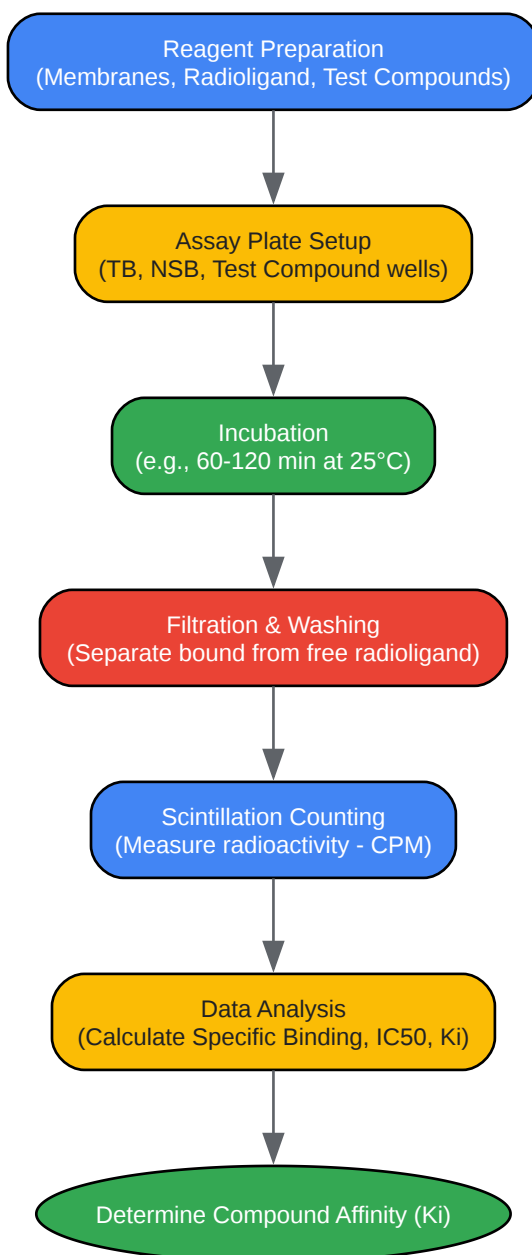 Reagent Preparation
(Membranes, Radioligand, Test Compounds)
Assay Plate Setup
(TB, NSB, Test Compound wells)
Incubation
(e.g., 60-120 min at 25°C)
Filtration & Washing
(Separate bound from free radioligand)
Scintillation Counting
(Measure radioactivity - CPM)
Data Analysis
(Calculate Specific Binding, IC50, Ki)
Determine Compound Affinity (Ki)